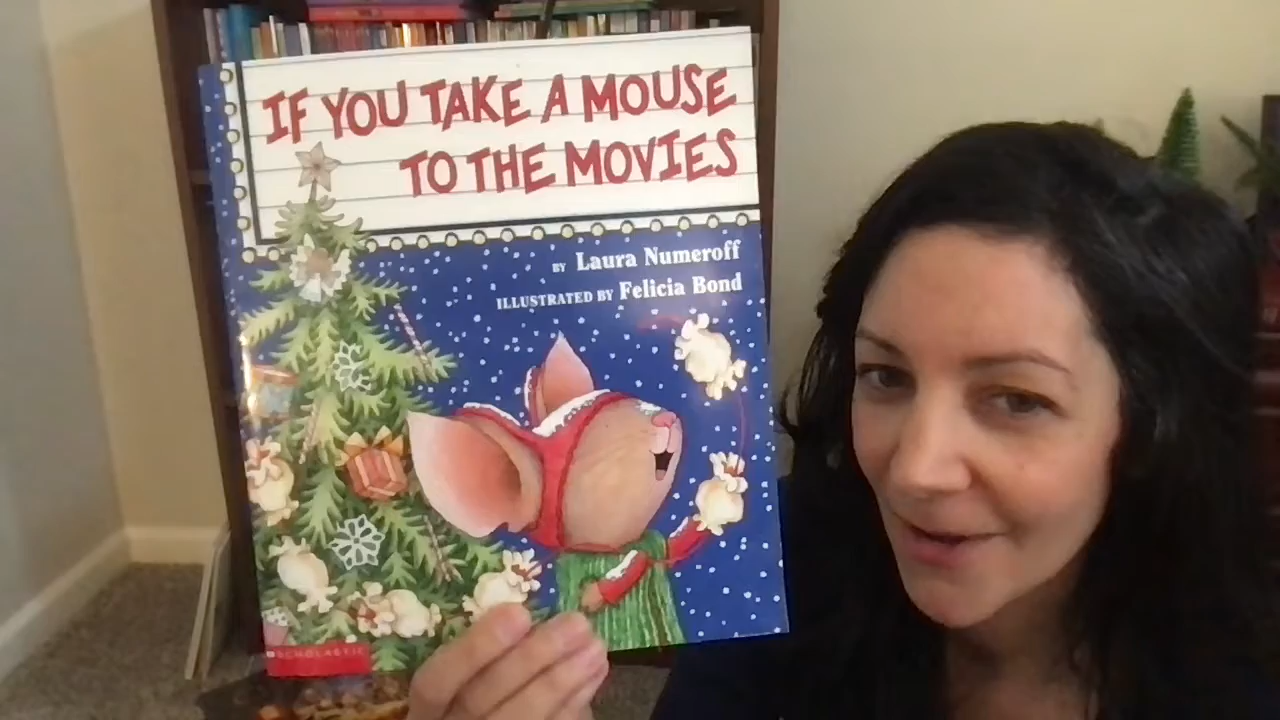 IF YOU TAKE A MOUSE
TO THE MOVIES
BY Laura Numeroff
ILLUSTRATED BY Felicia Bond
SCHOLASTIC